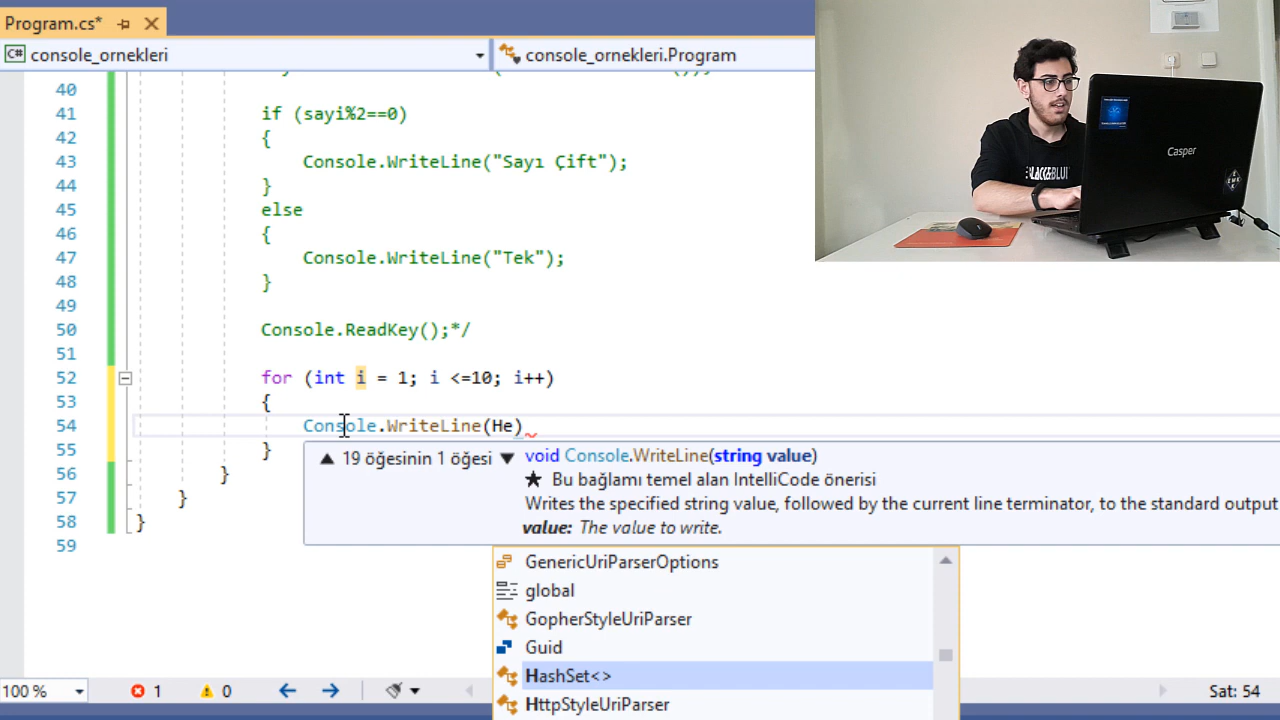 Program.cs*
C# console_ornekleri
console_ornekleri.Program
40
41 if (sayi%2==0)
42 {
43 Console.WriteLine("Sayı Çift");
44 }
45 else
46 {
47 Console.WriteLine("Tek");
48 }
49
50 Console.ReadKey();*/
51
52 for (int i = 1; i <=10; i++)
53 {
54 Console.WriteLine(He)
55 }
56 }
57 }
58 }
59
19 öğesinin 1 öğesi void Console.WriteLine(string value)
★ Bu bağlamı temel alan IntelliCode önerisi
Writes the specified string value, followed by the current line terminator, to the standard output
value: The value to write.
GenericUriParserOptions
global
GopherStyleUriParser
Guid
HashSet<>
HttpStyleUriParser
100 % 1 0 Satır: 54
Casper